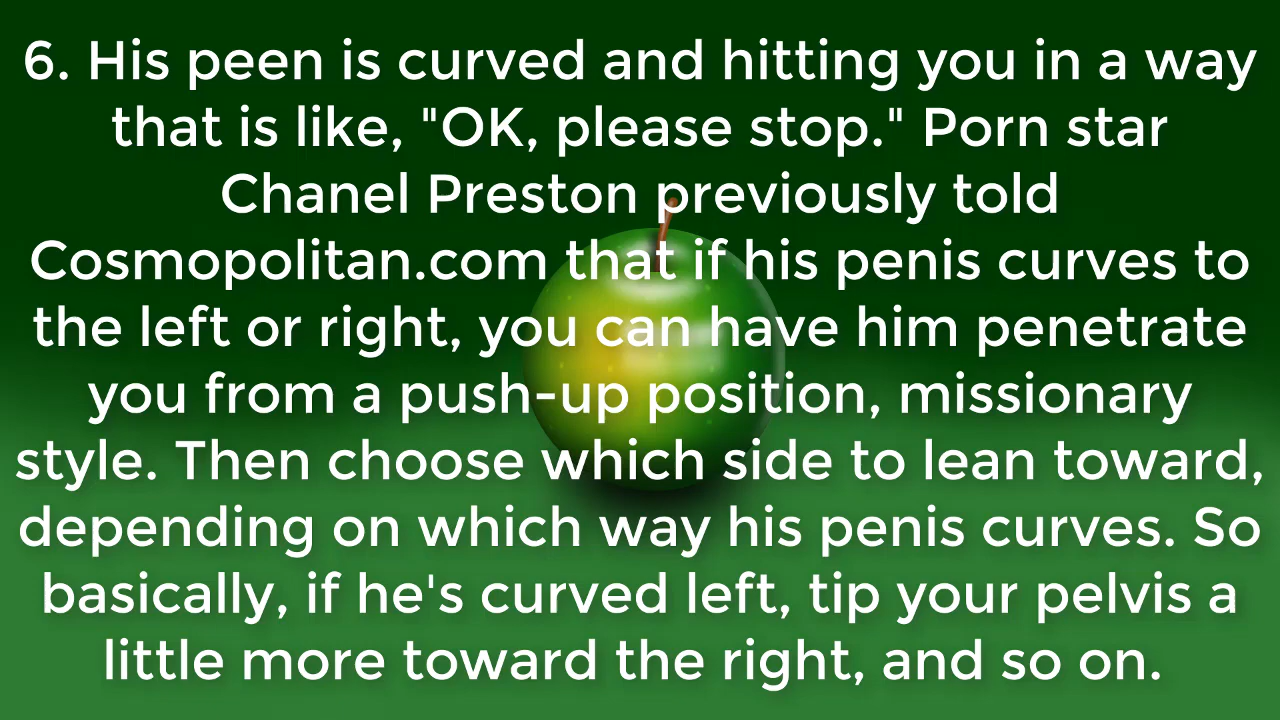 6. His peen is curved and hitting you in a way
that is like, "OK, please stop." Porn star
Chanel Preston previously told
Cosmopolitan.com that if his penis curves to
the left or right, you can have him penetrate
you from a push-up position, missionary
style. Then choose which side to lean toward,
depending on which way his penis curves. So
basically, if he's curved left, tip your pelvis a
little more toward the right, and so on.